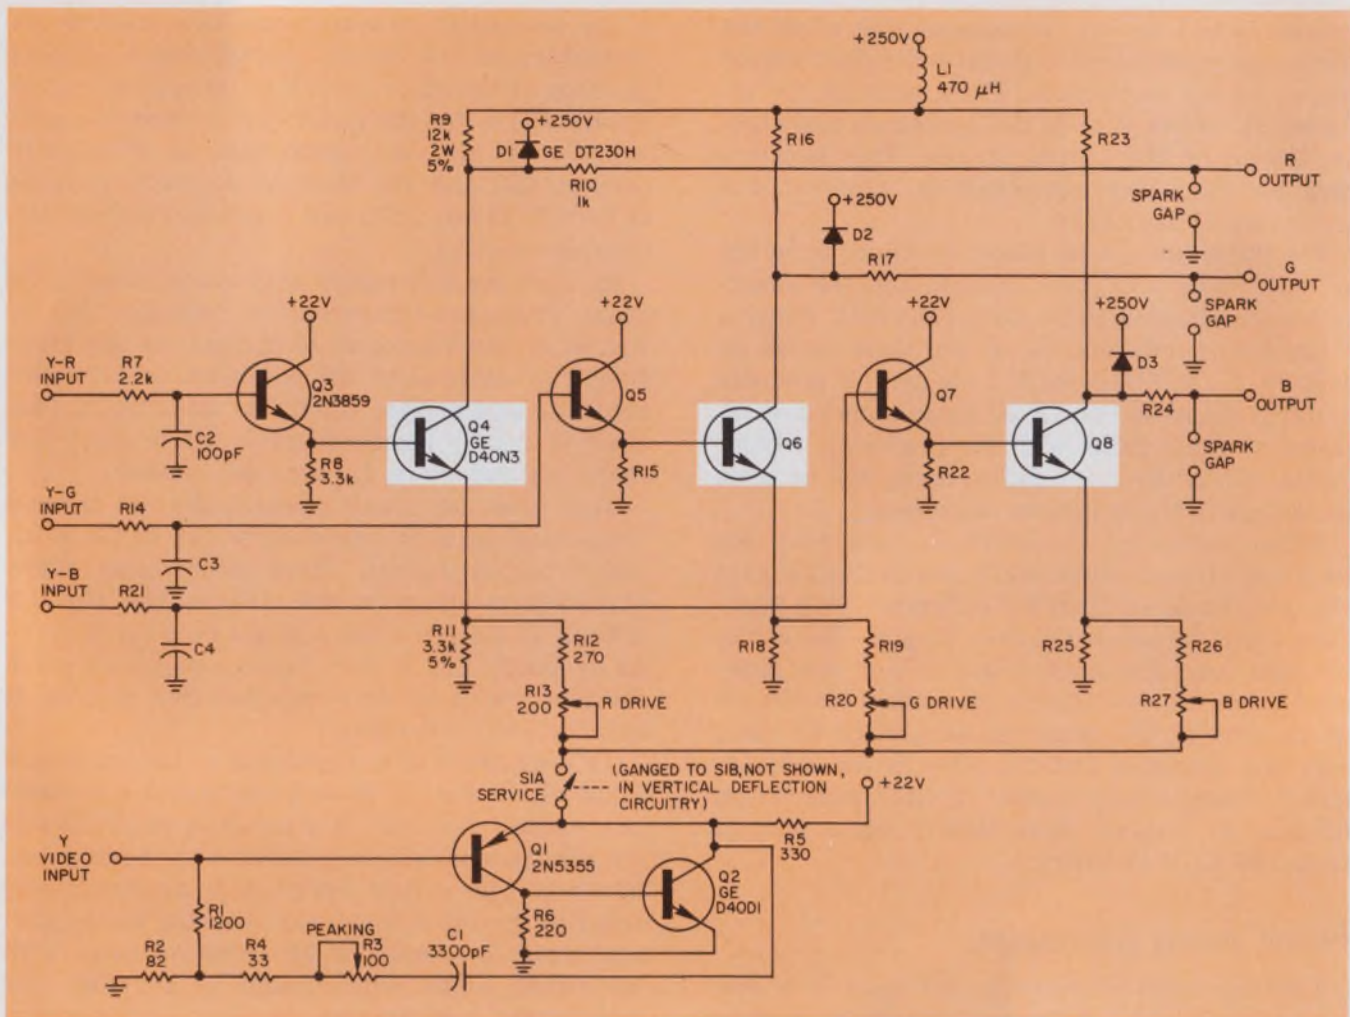 +250V
L1
470 μH
R9
12k
2W
5%
+250V
D1
GE DT230H
R10
1k
R16
R23
R
OUTPUT
SPARK
GAP
+250V
D2
R17
G
OUTPUT
SPARK
GAP
+22V
+22V
+22V
+250V
D3
Y-R
INPUT
R7
2.2k
Q3
2N3859
Q5
Q7
R24
B
OUTPUT
C2
100pF
Q4
GE
D40N3
Q6
Q8
SPARK
GAP
R8
3.3k
R15
R22
Y-G
INPUT
R14
C3
Y-B
INPUT
R21
C4
R11
3.3k
5%
R12
270
R18
R19
R25
R26
R13
200
R DRIVE
R20
G DRIVE
R27
B DRIVE
S1A
SERVICE
(GANGED TO S1B, NOT SHOWN,
IN VERTICAL DEFLECTION
CIRCUITRY)
+22V
R5
330
Y
VIDEO
INPUT
Q1
2N5355
Q2
GE
D40D1
R1
1200
R6
220
R2
82
R4
33
PEAKING
R3
100
C1
3300pF